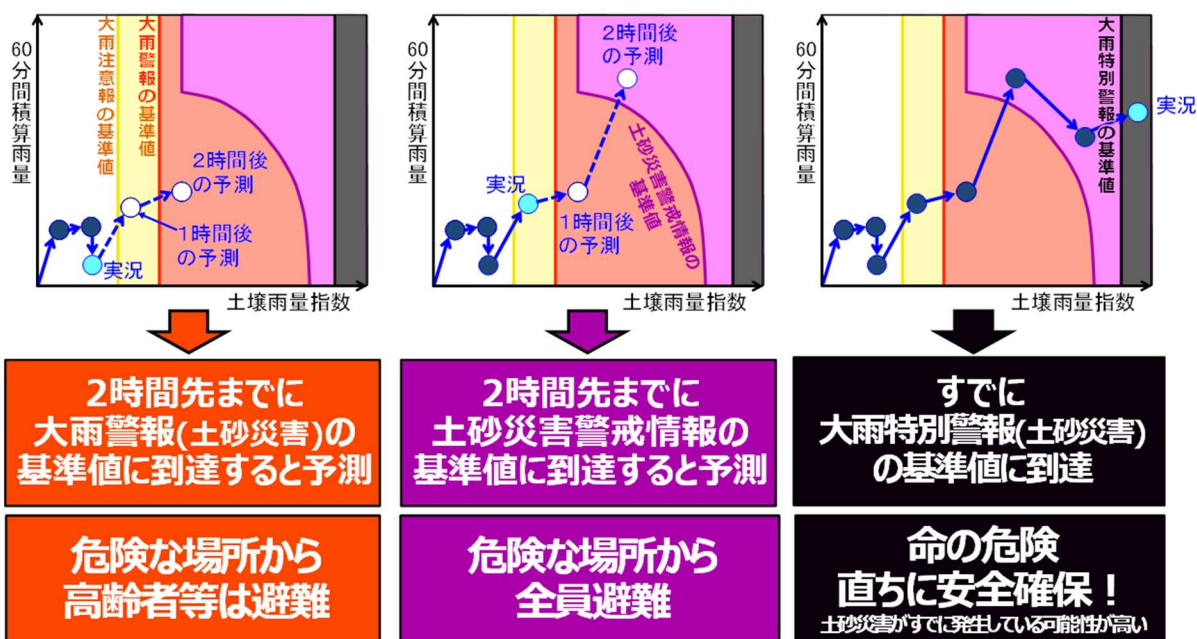 60分間積算雨量
大雨注意報の基準値
大雨警報の基準値
2時間後
の予測
1時間後
の予測
実況
土壌雨量指数
60分間積算雨量
2時間後
の予測
実況
1時間後
の予測
土砂災害警戒情報の
基準値
土壌雨量指数
60分間積算雨量
大雨特別警報の基準値
実況
土壌雨量指数
2時間先までに
大雨警報(土砂災害)の
基準値に到達すると予測
危険な場所から
高齢者等は避難
2時間先までに
土砂災害警戒情報の
基準値に到達すると予測
危険な場所から
全員避難
すでに
大雨特別警報(土砂災害)
の基準値に到達
命の危険
直ちに安全確保！
土砂災害がすでに発生している可能性が高い